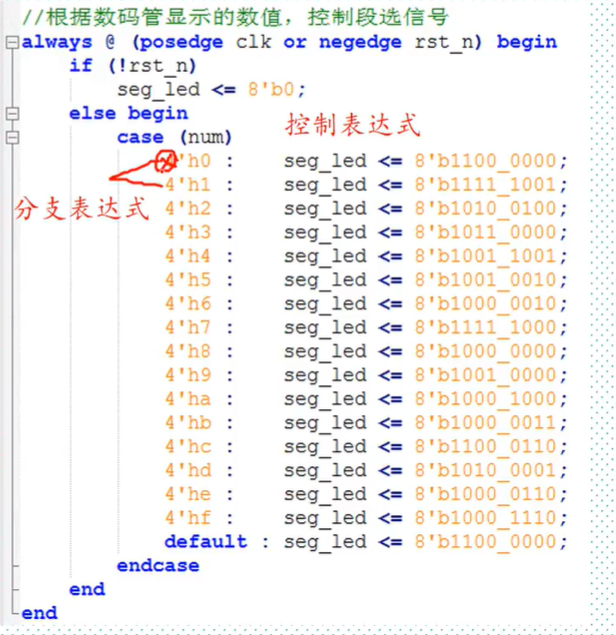 //根据数码管显示的数值，控制段选信号
always @ (posedge clk or negedge rst_n) begin
if (!rst_n)
seg_led <= 8'b0;
else begin
case (num) 控制表达式
4'h0 : seg_led <= 8'b1100_0000;
4'h1 : seg_led <= 8'b1111_1001;
分支表达式 4'h2 : seg_led <= 8'b1010_0100;
4'h3 : seg_led <= 8'b1011_0000;
4'h4 : seg_led <= 8'b1001_1001;
4'h5 : seg_led <= 8'b1001_0010;
4'h6 : seg_led <= 8'b1000_0010;
4'h7 : seg_led <= 8'b1111_1000;
4'h8 : seg_led <= 8'b1000_0000;
4'h9 : seg_led <= 8'b1001_0000;
4'ha : seg_led <= 8'b1000_1000;
4'hb : seg_led <= 8'b1000_0011;
4'hc : seg_led <= 8'b1100_0110;
4'hd : seg_led <= 8'b1010_0001;
4'he : seg_led <= 8'b1000_0110;
4'hf : seg_led <= 8'b1000_1110;
default : seg_led <= 8'b1100_0000;
endcase
end
end